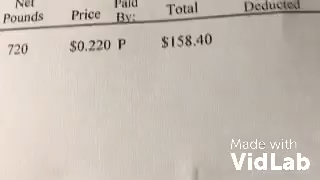 Net Paid
Pounds Price By: Total Deducted
720 $0.220 P $158.40
Made with
VidLab